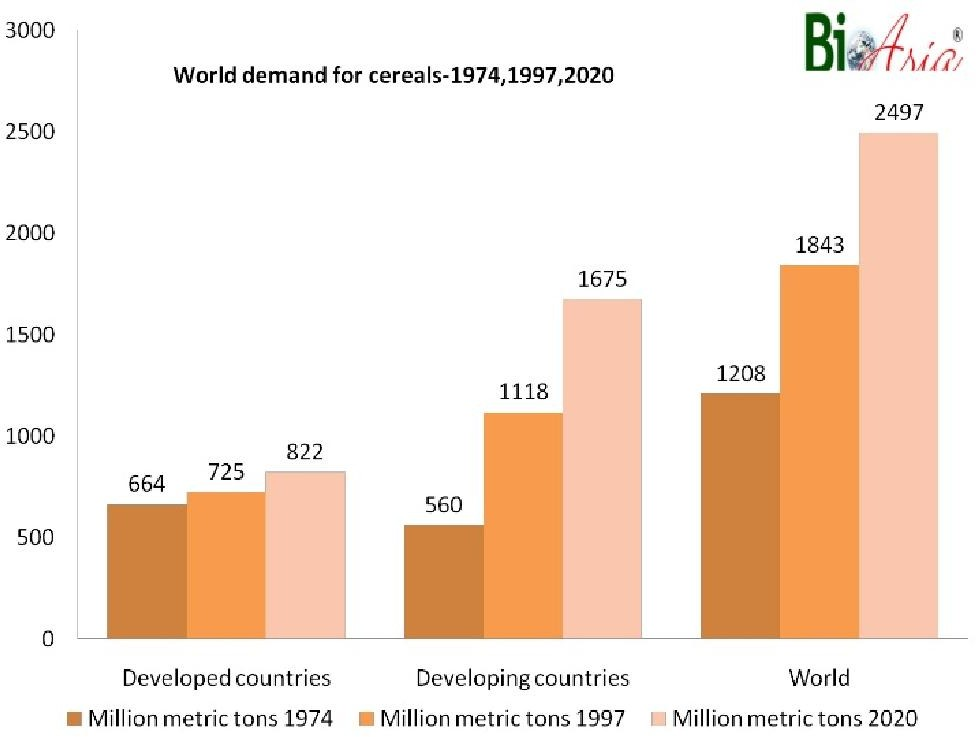 3000
BioAsia®
World demand for cereals-1974,1997,2020
2497
2500
2000
1843
1675
1500
1208
1118
1000
822
725
664
560
500
0
Developed countries
Developing countries
World
Million metric tons 1974
Million metric tons 1997
Million metric tons 2020